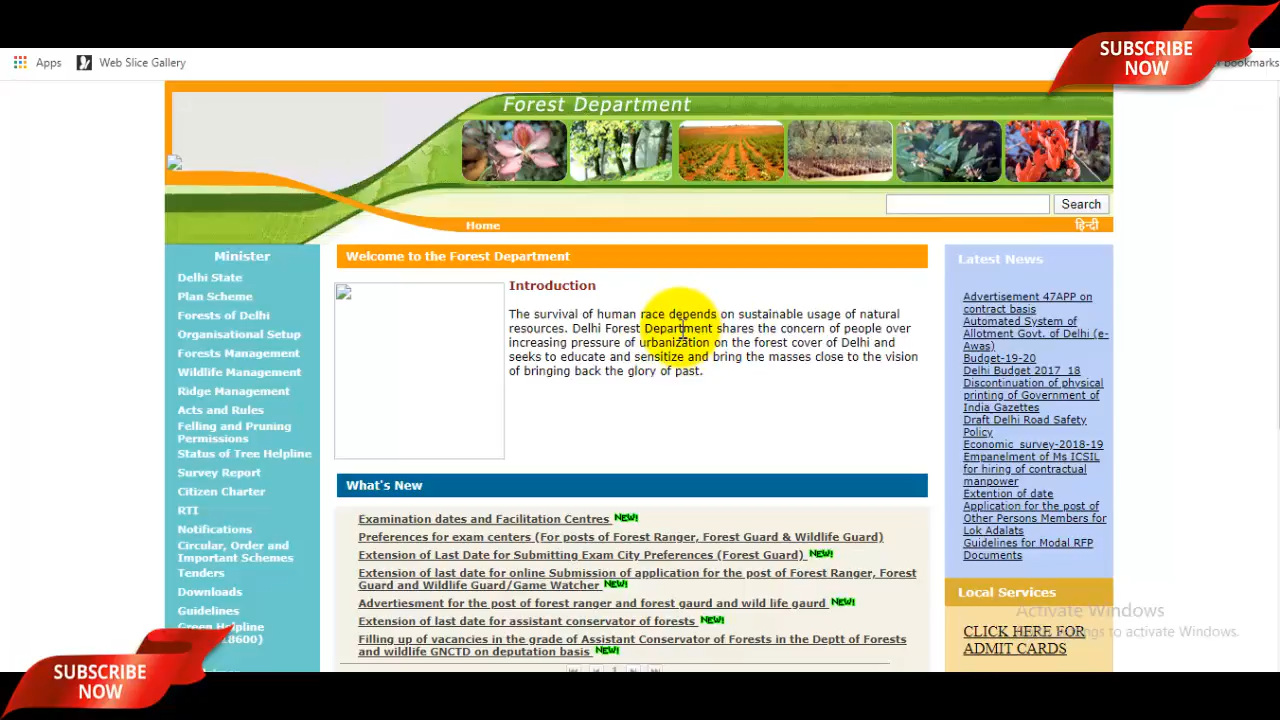 SUBSCRIBE
NOW
Apps
Web Slice Gallery
bookmarks
Forest Department
Search
Home
हिन्दी
Minister
Delhi State
Plan Scheme
Forests of Delhi
Organisational Setup
Forests Management
Wildlife Management
Ridge Management
Acts and Rules
Felling and Pruning
Permissions
Status of Tree Helpline
Survey Report
Citizen Charter
RTI
Notifications
Circular, Order and
Important Schemes
Tenders
Downloads
Guidelines
Green Helpline
Welcome to the Forest Department
Introduction
The survival of human race depends on sustainable usage of natural
resources. Delhi Forest Department shares the concern of people over
increasing pressure of urbanization on the forest cover of Delhi and
seeks to educate and sensitize and bring the masses close to the vision
of bringing back the glory of past.
What's New
Examination dates and Facilitation Centres NEW!
Preferences for exam centers (For posts of Forest Ranger, Forest Guard & Wildlife Guard)
Extension of Last Date for Submitting Exam City Preferences (Forest Guard) NEW!
Extension of last date for online Submission of application for the post of Forest Ranger, Forest
Guard and Wildlife Guard/Game Watcher NEW!
Advertiesment for the post of forest ranger and forest gaurd and wild life gaurd NEW!
Extension of last date for assistant conservator of forests NEW!
Filling up of vacancies in the grade of Assistant Conservator of Forests in the Deptt of Forests
and wildlife GNCTD on deputation basis NEW!
1
Latest News
Advertisement 47APP on
contract basis
Automated System of
Allotment Govt. of Delhi (e-
Awas)
Budget-19-20
Delhi Budget 2017_18
Discontinuation of physical
printing of Government of
India Gazettes
Draft Delhi Road Safety
Policy
Economic_survey-2018-19
Empanelment of Ms ICSIL
for hiring of contractual
manpower
Extention of date
Application for the post of
Other Persons Members for
Lok Adalats
Guidelines for Modal RFP
Documents
Local Services
CLICK HERE FOR
ADMIT CARDS
Activate Windows
to activate Windows.
SUBSCRIBE
NOW